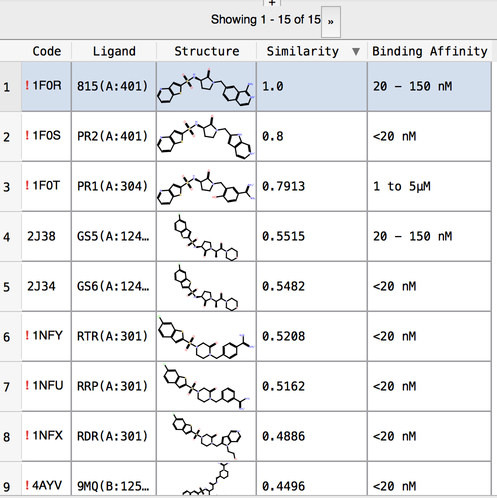 Showing 1 - 15 of 15 »
Code Ligand Structure Similarity ▼ Binding Affinity
1 ! 1F0R 815(A:401) 1.0 20 – 150 nM
2 ! 1F0S PR2(A:401) 0.8 <20 nM
3 ! 1F0T PR1(A:304) 0.7913 1 to 5µM
4 2J38 GS5(A:124… 0.5515 20 – 150 nM
5 2J34 GS6(A:124… 0.5482 <20 nM
6 ! 1NFY RTR(A:301) 0.5208 <20 nM
7 ! 1NFU RRP(A:301) 0.5162 <20 nM
8 ! 1NFX RDR(A:301) 0.4886 <20 nM
9 ! 4AYV 9MQ(B:125… 0.4496 <20 nM